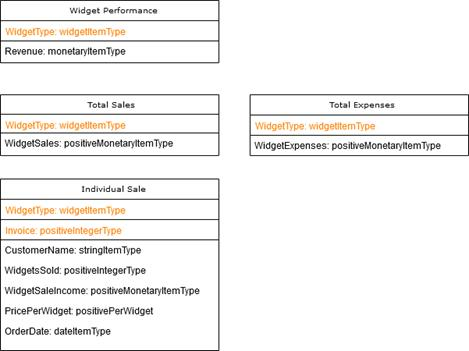 Widget Performance
WidgetType: widgetItemType
Revenue: monetaryItemType
Total Sales
WidgetType: widgetItemType
WidgetSales: positiveMonetaryItemType
Total Expenses
WidgetType: widgetItemType
WidgetExpenses: positiveMonetaryItemType
Individual Sale
WidgetType: widgetItemType
Invoice: positiveIntegerType
CustomerName: stringItemType
WidgetsSold: positiveIntegerType
WidgetSaleIncome: positiveMonetaryItemType
PricePerWidget: positivePerWidget
OrderDate: dateItemType